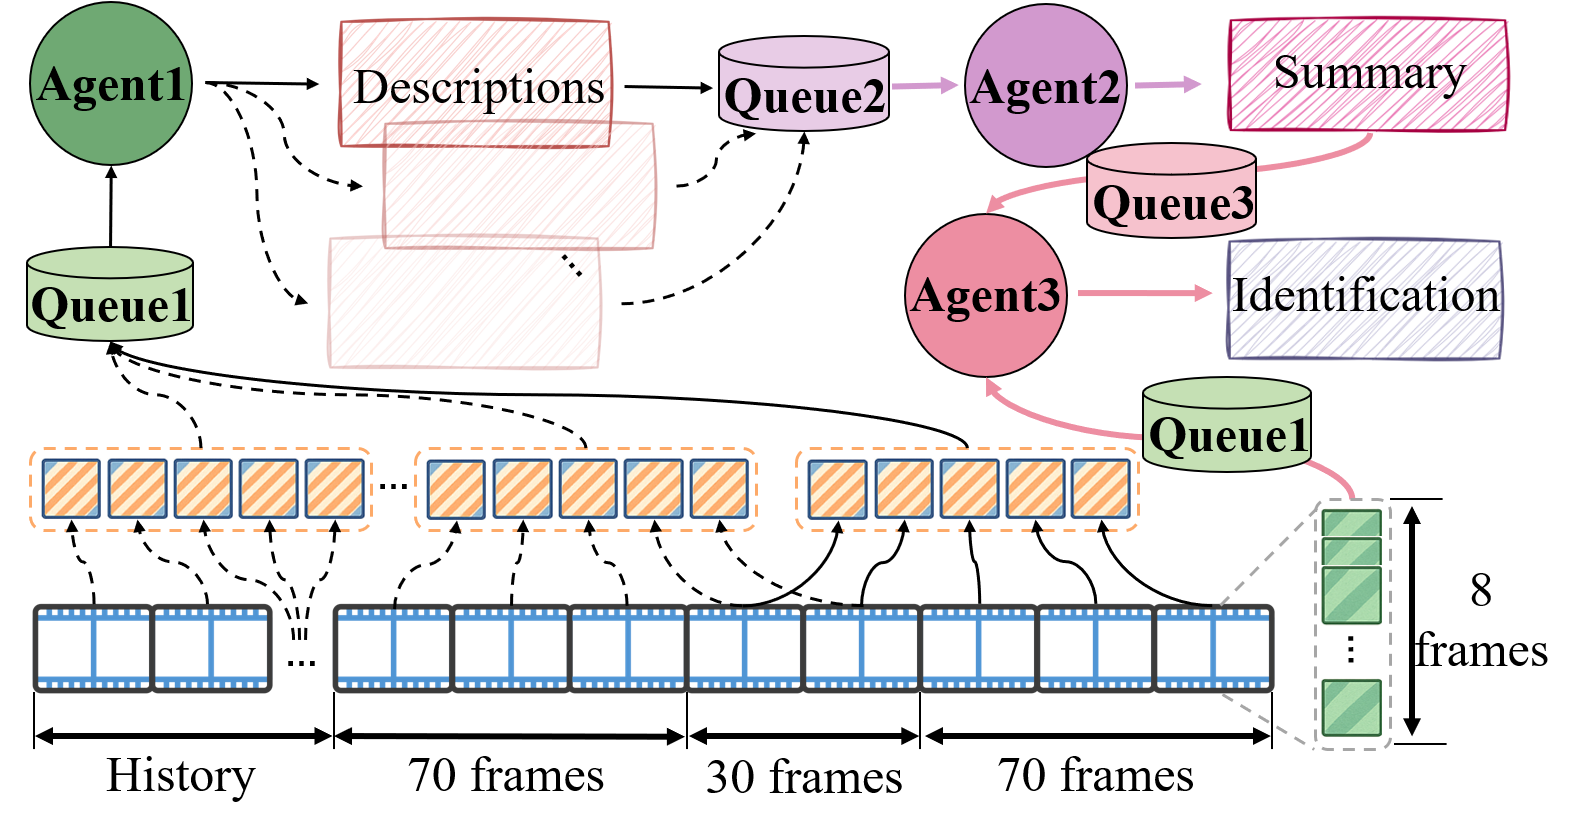 Agent1
Descriptions
Queue2
Agent2
Summary
Queue3
Queue1
Agent3
Identification
...
Queue1
...
...
8
frames
...
History
70 frames
30 frames
70 frames